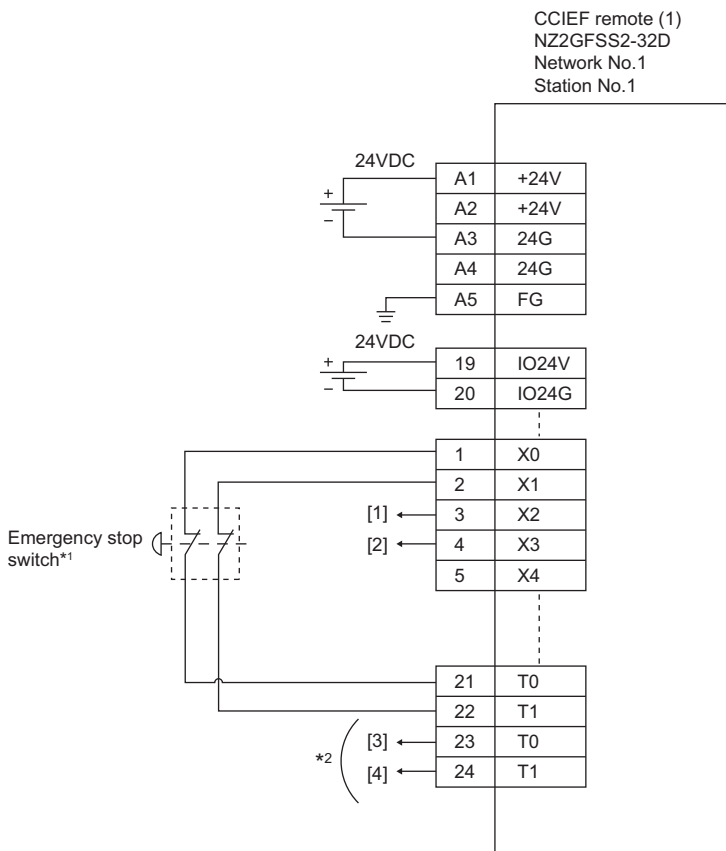 CCIEF remote (1)
NZ2GFSS2-32D
Network No.1
Station No.1
24VDC
+
−
A1 +24V
A2 +24V
A3 24G
A4 24G
A5 FG
24VDC
+
−
19 IO24V
20 IO24G
1 X0
2 X1
[1] 3 X2
[2] 4 X3
5 X4
Emergency stop
switch*1
21 T0
22 T1
*2
[3] 23 T0
[4] 24 T1